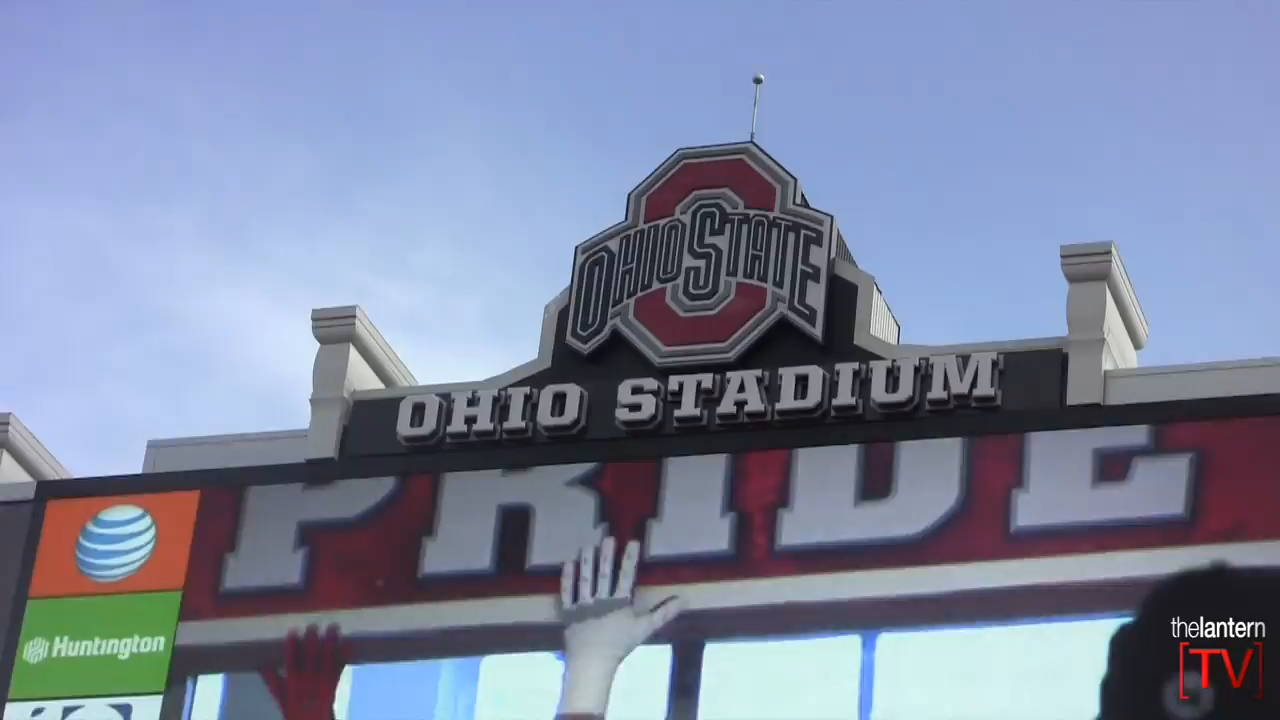 OHIO STATE
OHIO STADIUM
PRIDE
Huntington
thelantern
[TV]